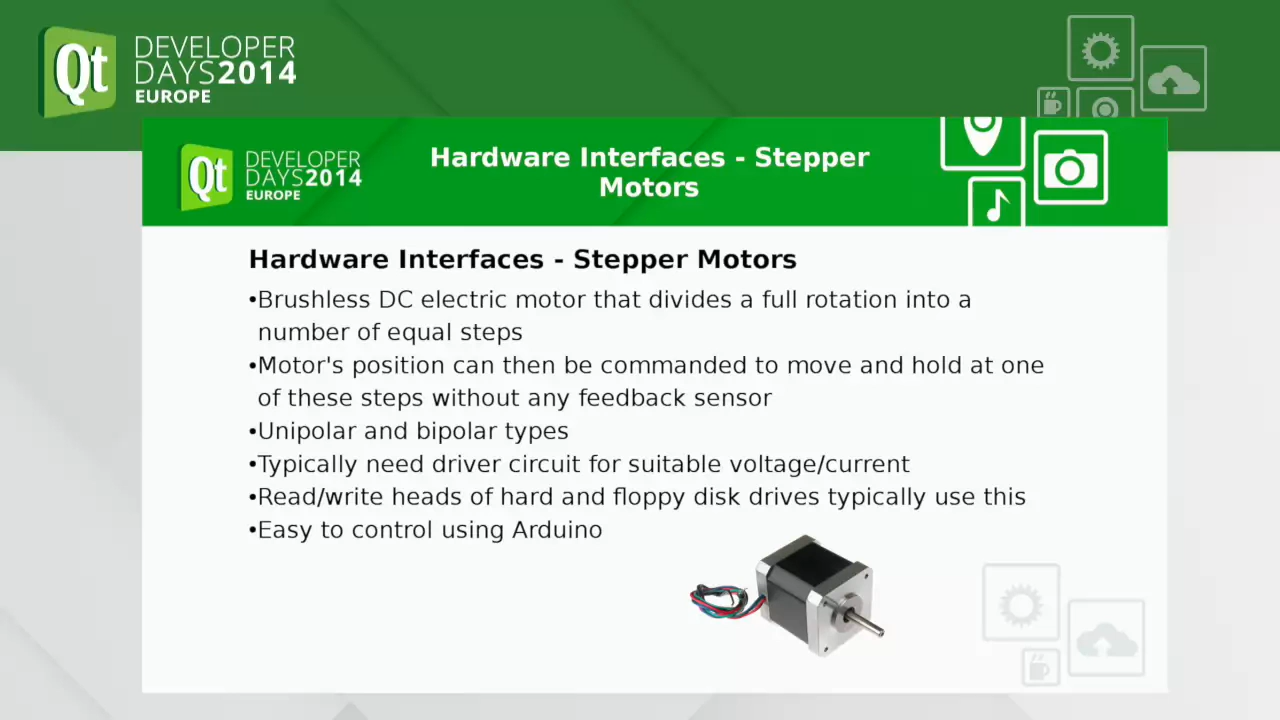 Qt
DEVELOPER
DAYS2014
EUROPE
Qt
DEVELOPER
DAYS2014
EUROPE
Hardware Interfaces - Stepper
Motors
Hardware Interfaces - Stepper Motors
•Brushless DC electric motor that divides a full rotation into a
number of equal steps
•Motor's position can then be commanded to move and hold at one
of these steps without any feedback sensor
•Unipolar and bipolar types
•Typically need driver circuit for suitable voltage/current
•Read/write heads of hard and floppy disk drives typically use this
•Easy to control using Arduino